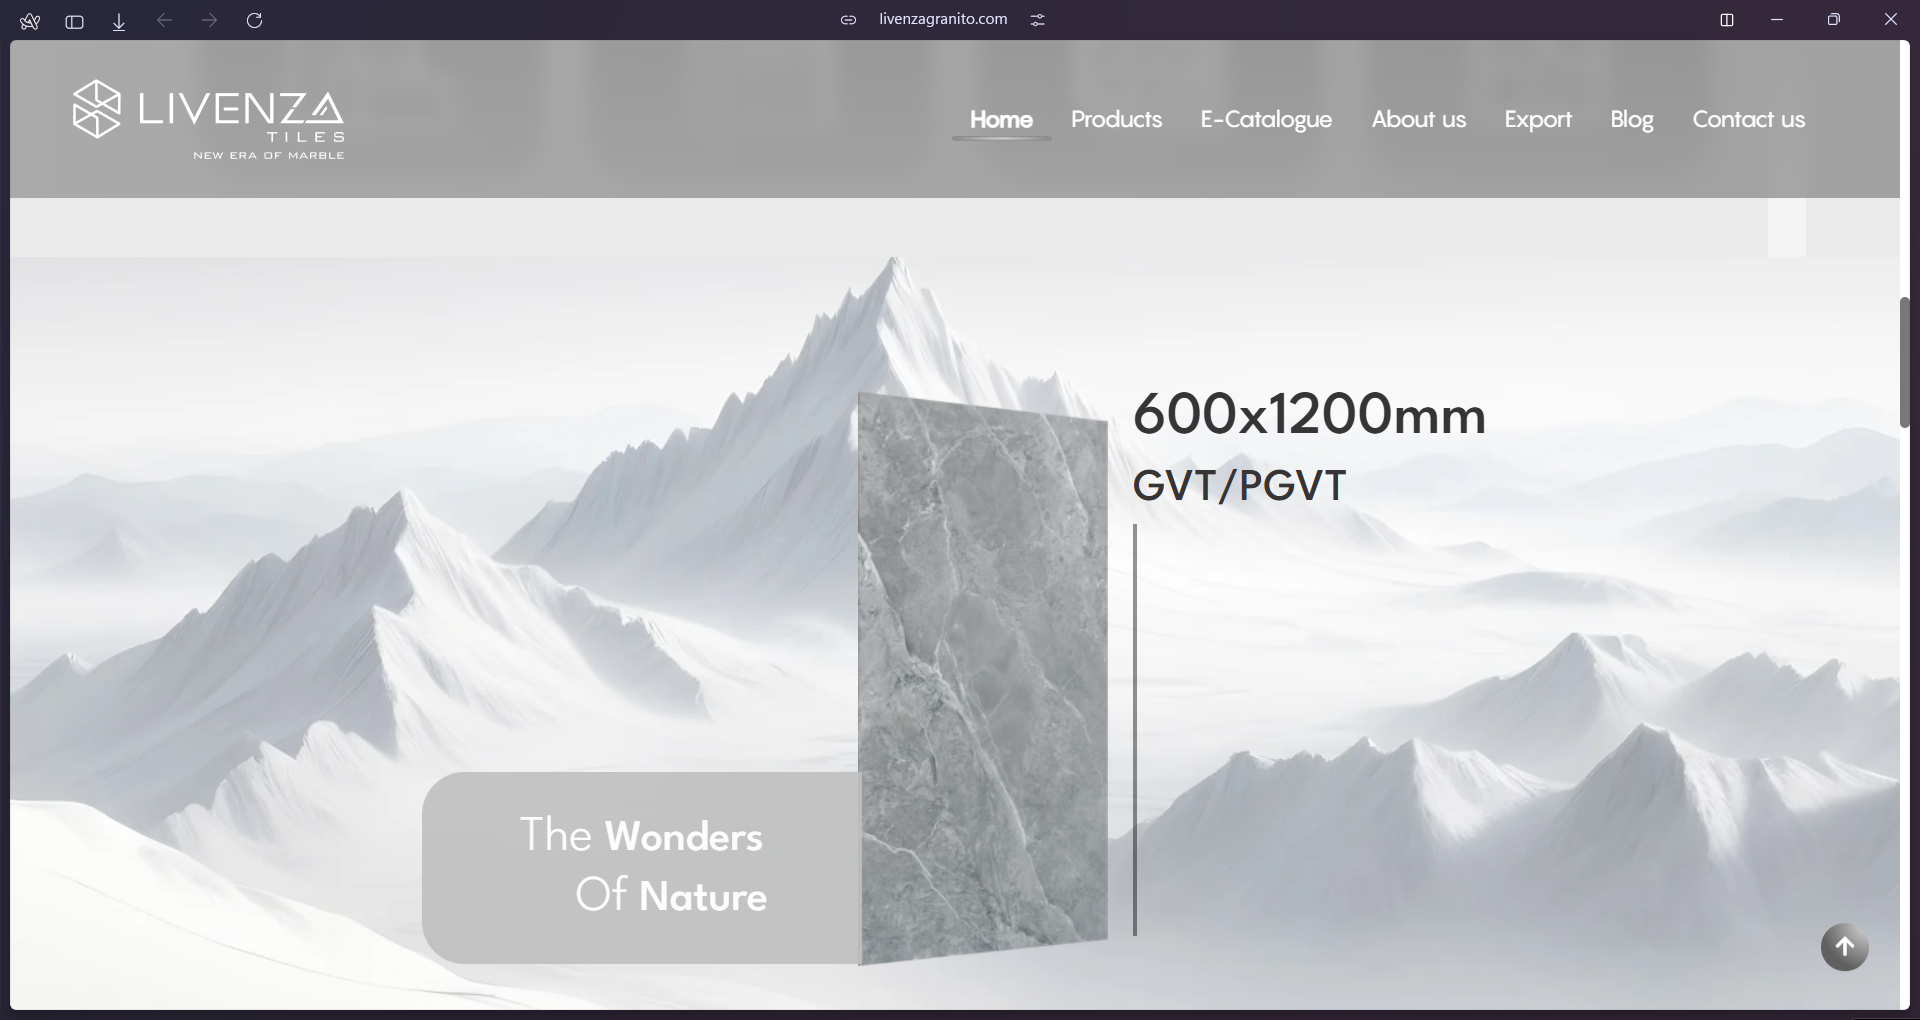 livenzagranito.com
LIVENZA
TILES
NEW ERA OF MARBLE
Home Products E-Catalogue About us Export Blog Contact us
600x1200mm
GVT/PGVT
The Wonders
Of Nature